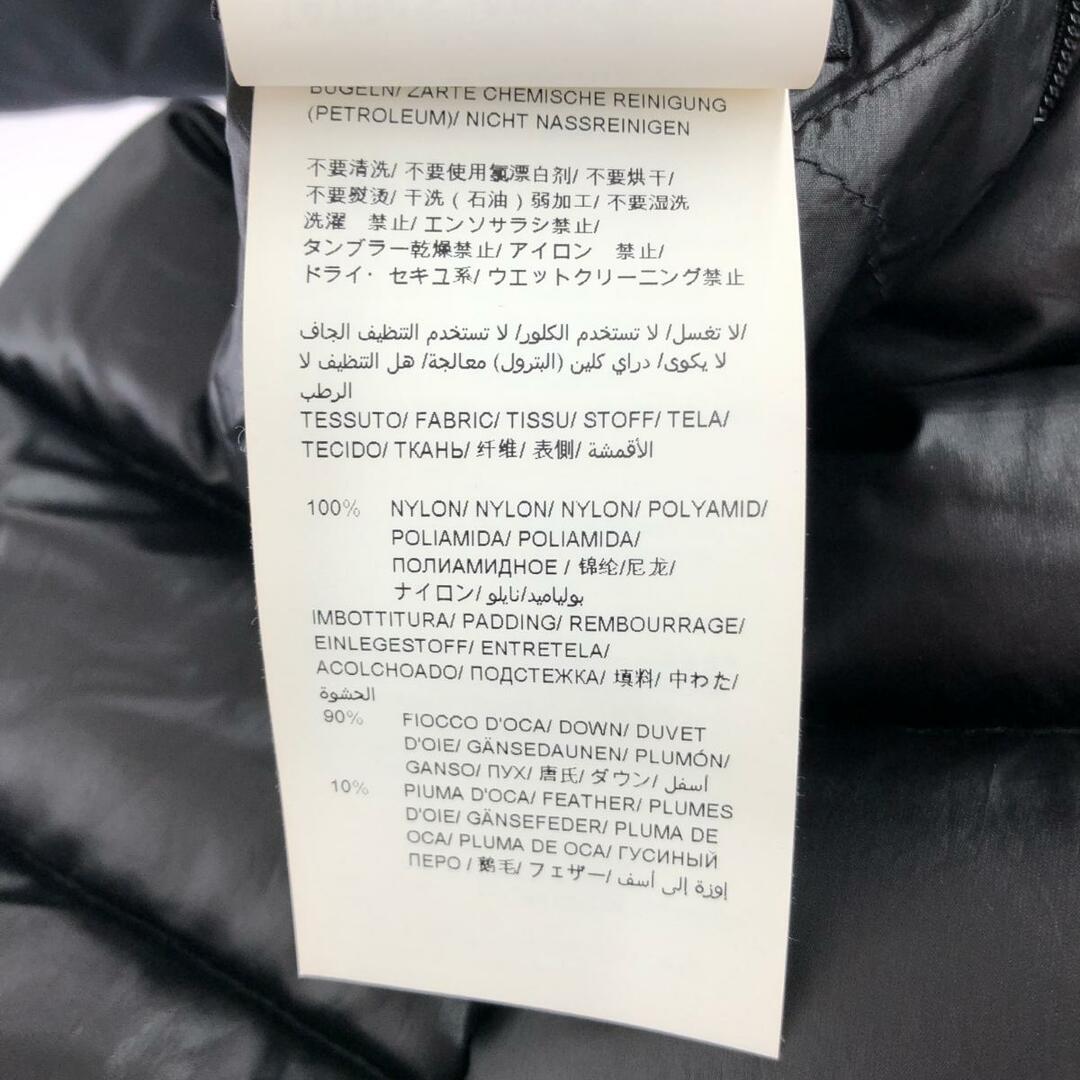 BÜGELN/ ZARTE CHEMISCHE REINIGUNG
(PETROLEUM)/ NICHT NASSREINIGEN
不要清洗/ 不要使用氯漂白剂/ 不要烘干/
不要熨烫/ 干洗 ( 石油 ) 弱加工/ 不要湿洗
洗濯 禁止/ エンソサラシ禁止/
タンブラー乾燥禁止/ アイロン 禁止/
ドライ・ セキユ系/ ウエットクリーニング禁止
لا تغسل/ لا تستخدم الكلور/ لا تستخدم التنظيف الجاف/
لا يكوى/ دراي كلين (البترول) معالجة/ هل التنظيف لا
الرطب
TESSUTO/ FABRIC/ TISSU/ STOFF/ TELA/
TECIDO/ ТКАНЬ/ 纤维/ 表側/ الأقمشة
100% NYLON/ NYLON/ NYLON/ POLYAMID/
POLIAMIDA/ POLIAMIDA/
ПОЛИАМИДНОЕ / 锦纶/尼龙/
ナイロン/ بولياميد/نايلو
IMBOTTITURA/ PADDING/ REMBOURRAGE/
EINLEGESTOFF/ ENTRETELA/
ACOLCHOADO/ ПОДСТЕЖКА/ 填料/ 中わた/
الحشوة
90% FIOCCO D'OCA/ DOWN/ DUVET
D'OIE/ GÄNSEDAUNEN/ PLUMÓN/
GANSO/ ПУХ/ 唐氏/ ダウン/ أسفل
10% PIUMA D'OCA/ FEATHER/ PLUMES
D'OIE/ GÄNSEFEDER/ PLUMA DE
OCA/ PLUMA DE OCA/ ГУСИНЫЙ
ПЕРО / 鹅毛/ フェザー/ إوزة إلى أسف